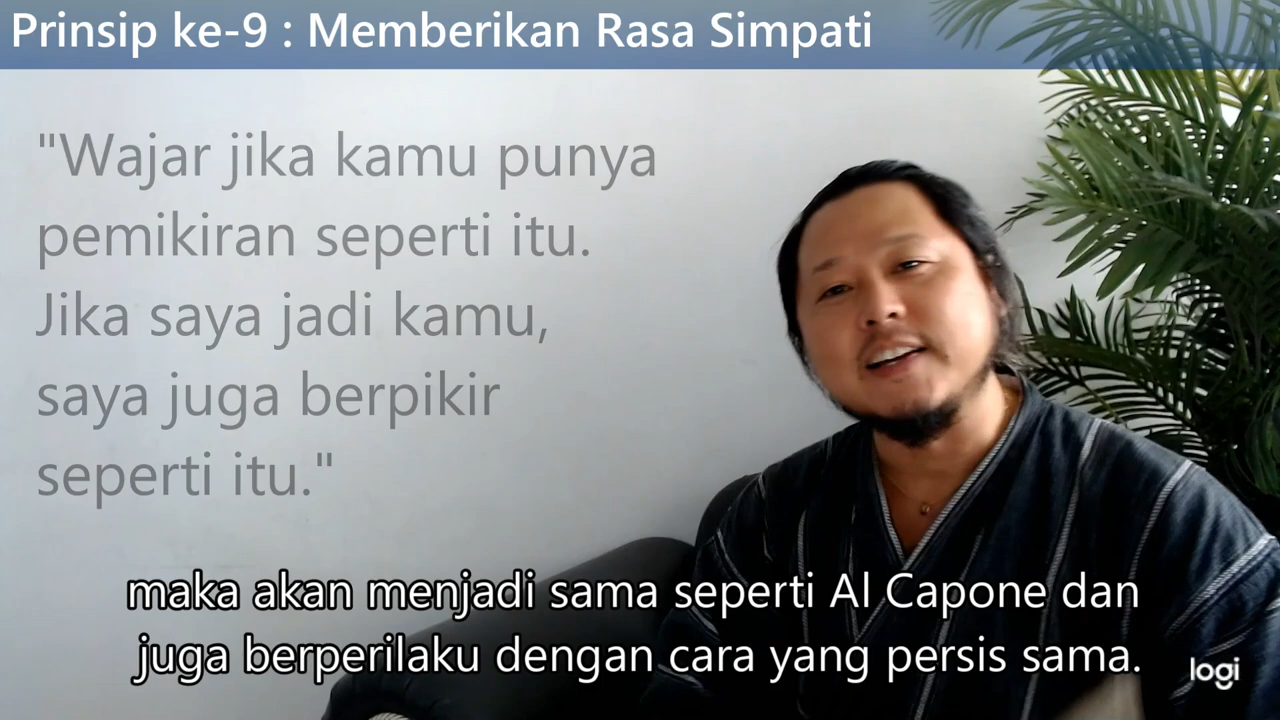 Prinsip ke-9 : Memberikan Rasa Simpati
"Wajar jika kamu punya
pemikiran seperti itu.
Jika saya jadi kamu,
saya juga berpikir
seperti itu."
maka akan menjadi sama seperti Al Capone dan
juga berperilaku dengan cara yang persis sama.
logi